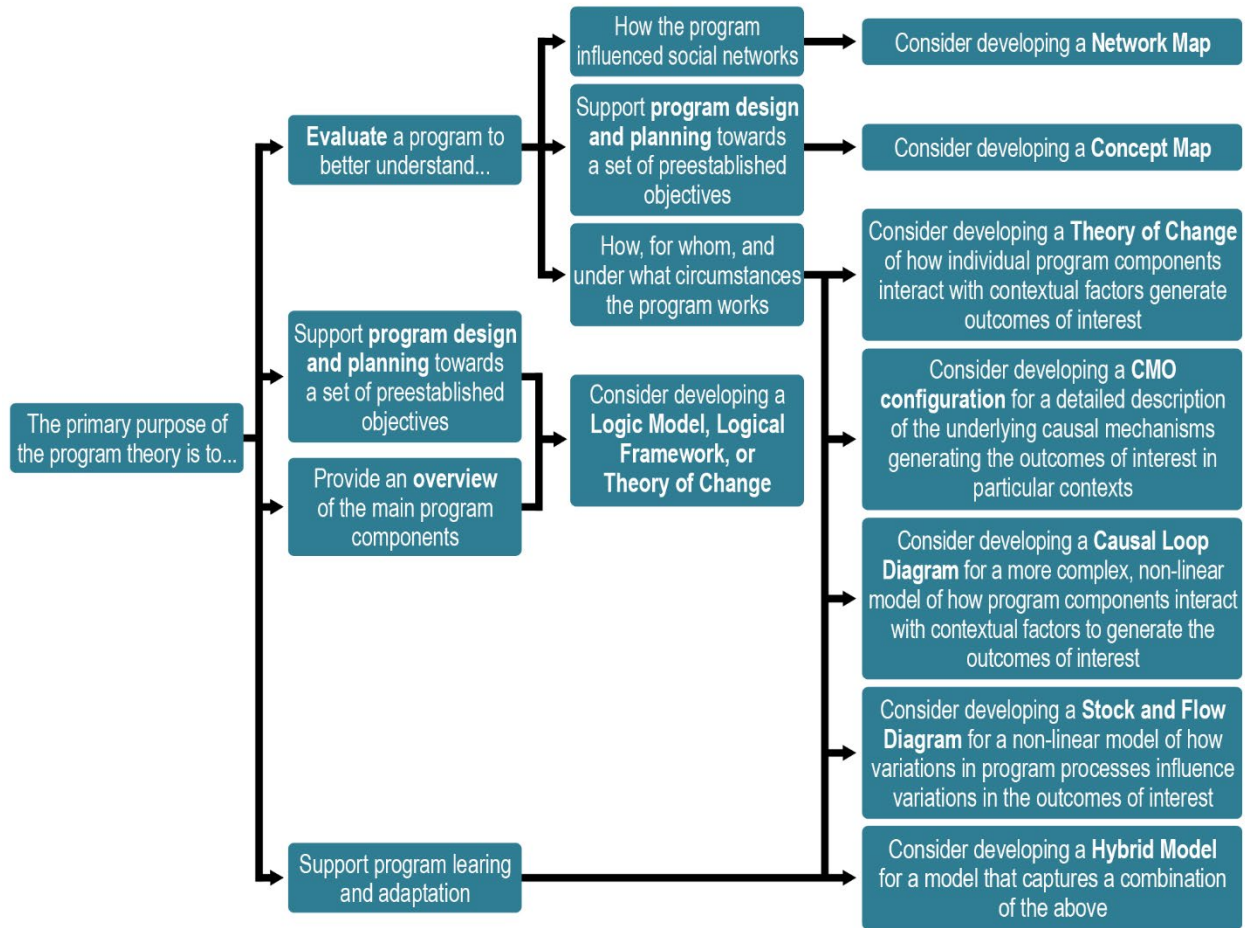 The primary purpose of
the program theory is to...
Evaluate a program to
better understand...
Support program design
and planning towards
a set of preestablished
objectives
Provide an overview
of the main program
components
Support program learing
and adaptation
How the program
influenced social networks
Support program design
and planning towards
a set of preestablished
objectives
How, for whom, and
under what circumstances
the program works
Consider developing a
Logic Model, Logical
Framework, or
Theory of Change
Consider developing a Network Map
Consider developing a Concept Map
Consider developing a Theory of Change
of how individual program components
interact with contextual factors generate
outcomes of interest
Consider developing a CMO
configuration for a detailed description
of the underlying causal mechanisms
generating the outcomes of interest in
particular contexts
Consider developing a Causal Loop
Diagram for a more complex, non-linear
model of how program components interact
with contextual factors to generate the
outcomes of interest
Consider developing a Stock and Flow
Diagram for a non-linear model of how
variations in program processes influence
variations in the outcomes of interest
Consider developing a Hybrid Model
for a model that captures a combination
of the above